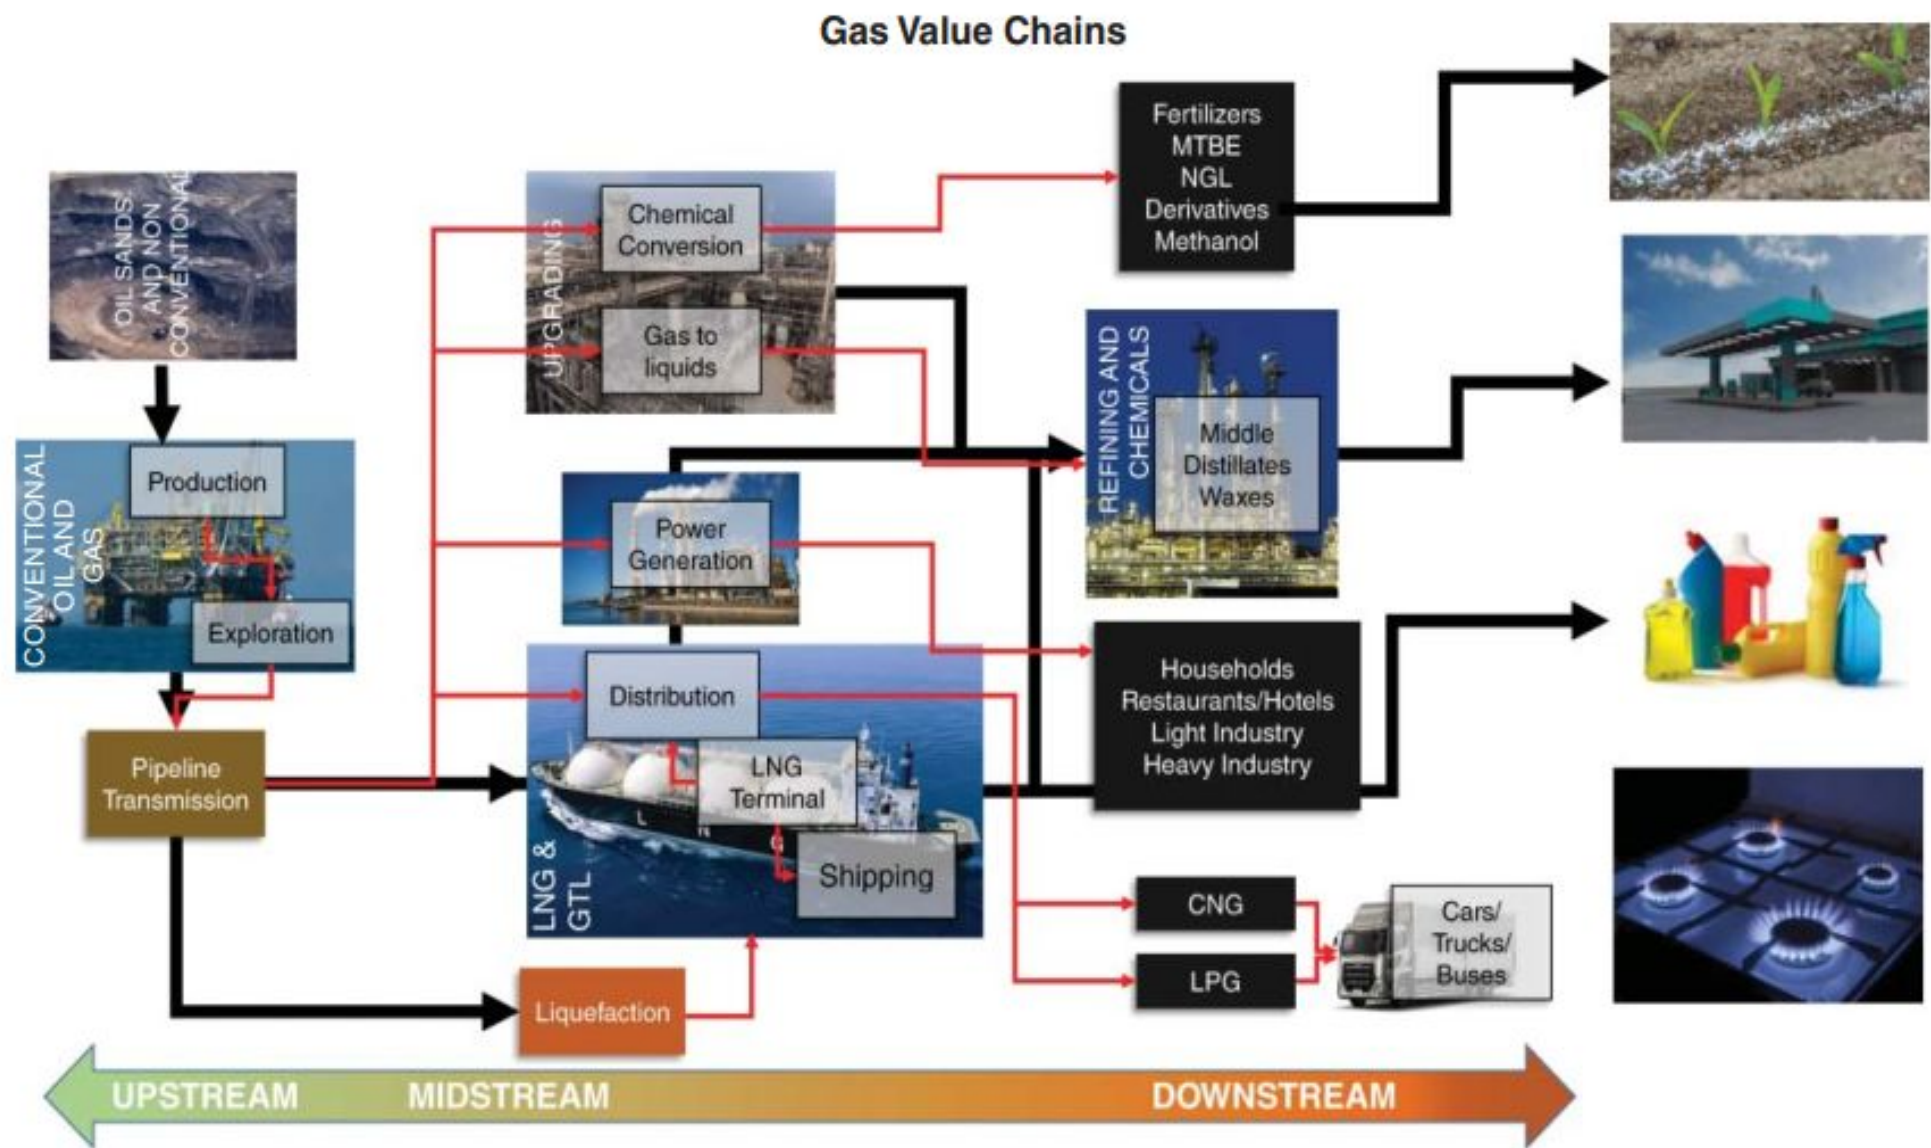 Gas Value Chains
OIL SANDS
AND NON
CONVENTIONAL
CONVENTIONAL
OIL AND
GAS
Production
Exploration
Pipeline
Transmission
UPGRADING
Chemical
Conversion
Gas to
liquids
Power
Generation
LNG &
GTL
Distribution
LNG
Terminal
L N G
Shipping
Liquefaction
Fertilizers
MTBE
NGL
Derivatives
Methanol
REFINING AND
CHEMICALS
Middle
Distillates
Waxes
Households
Restaurants/Hotels
Light Industry
Heavy Industry
CNG
LPG
Cars/
Trucks/
Buses
UPSTREAM
MIDSTREAM
DOWNSTREAM